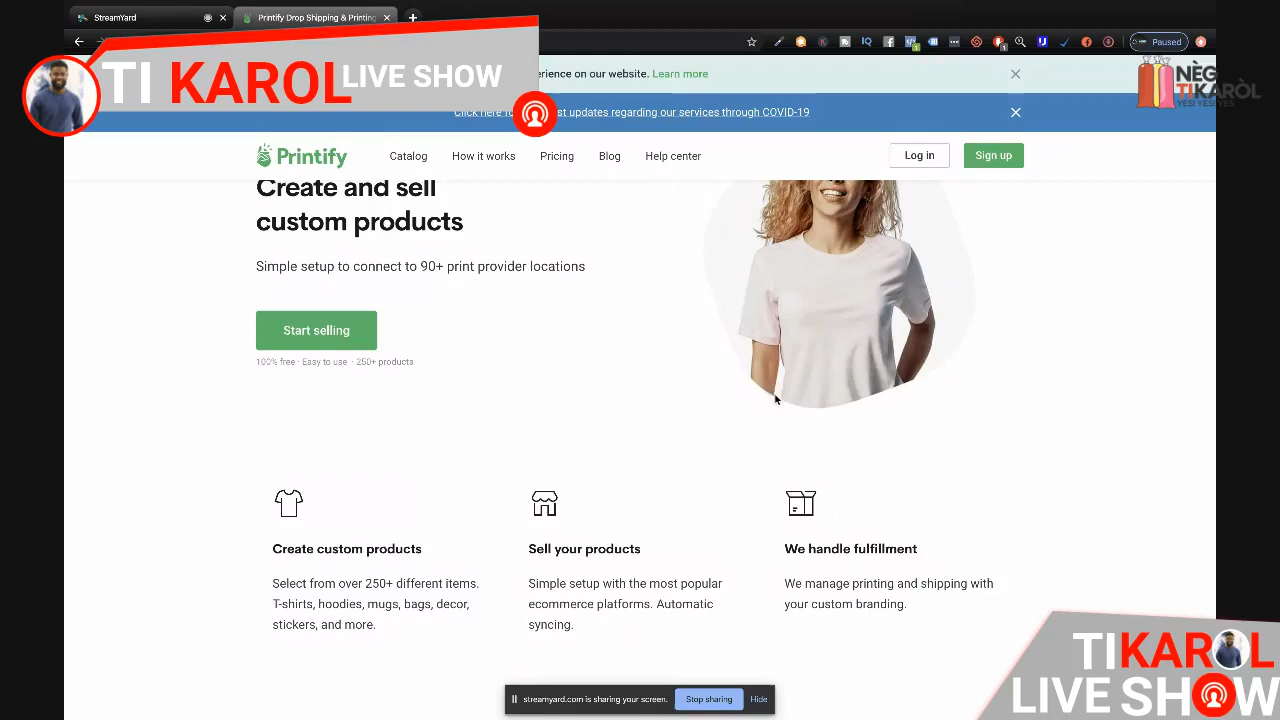 StreamYard
Printify Drop Shipping & Printing
Paused
TI KAROL LIVE SHOW
erience on our website. Learn more
NÈG
TIKARÒL
YES! YES! YES
Click here fo
st updates regarding our services through COVID-19
Printify
Catalog
How it works
Pricing
Blog
Help center
Log in
Sign up
Create and sell
custom products
Simple setup to connect to 90+ print provider locations
Start selling
100% free · Easy to use · 250+ products
Create custom products
Select from over 250+ different items.
T-shirts, hoodies, mugs, bags, decor,
stickers, and more.
Sell your products
Simple setup with the most popular
ecommerce platforms. Automatic
syncing.
We handle fulfillment
We manage printing and shipping with
your custom branding.
TIKAROL
LIVE SHOW
streamyard.com is sharing your screen.
Stop sharing
Hide